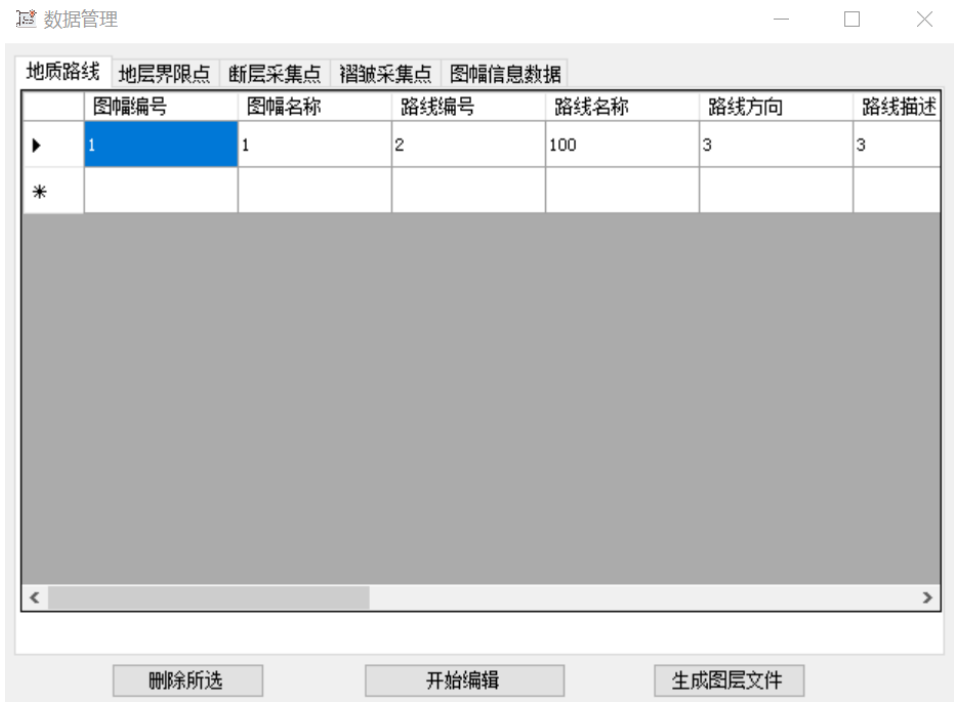 数据管理
地质路线 地层界限点 断层采集点 褶皱采集点 图幅信息数据
图幅编号 图幅名称 路线编号 路线名称 路线方向 路线描述
1 1 2 100 3 3
删除所选 开始编辑 生成图层文件